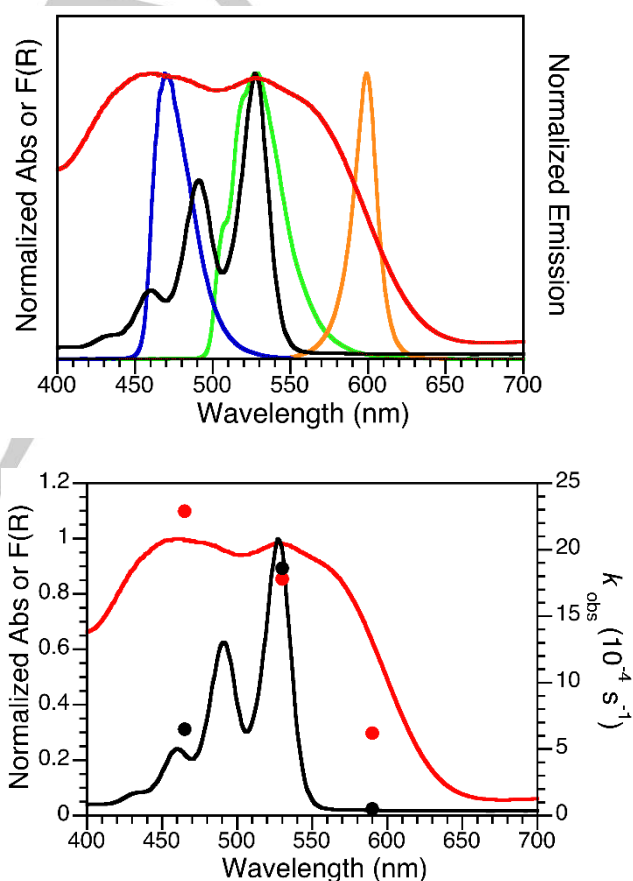 Normalized Abs or F(R)
Normalized Emission
400 450 500 550 600 650 700
Wavelength (nm)
1.2
1
0.8
0.6
0.4
0.2
0
Normalized Abs or F(R)
25
20
15
10
5
0
k obs (10-4 s-1)
400 450 500 550 600 650 700
Wavelength (nm)